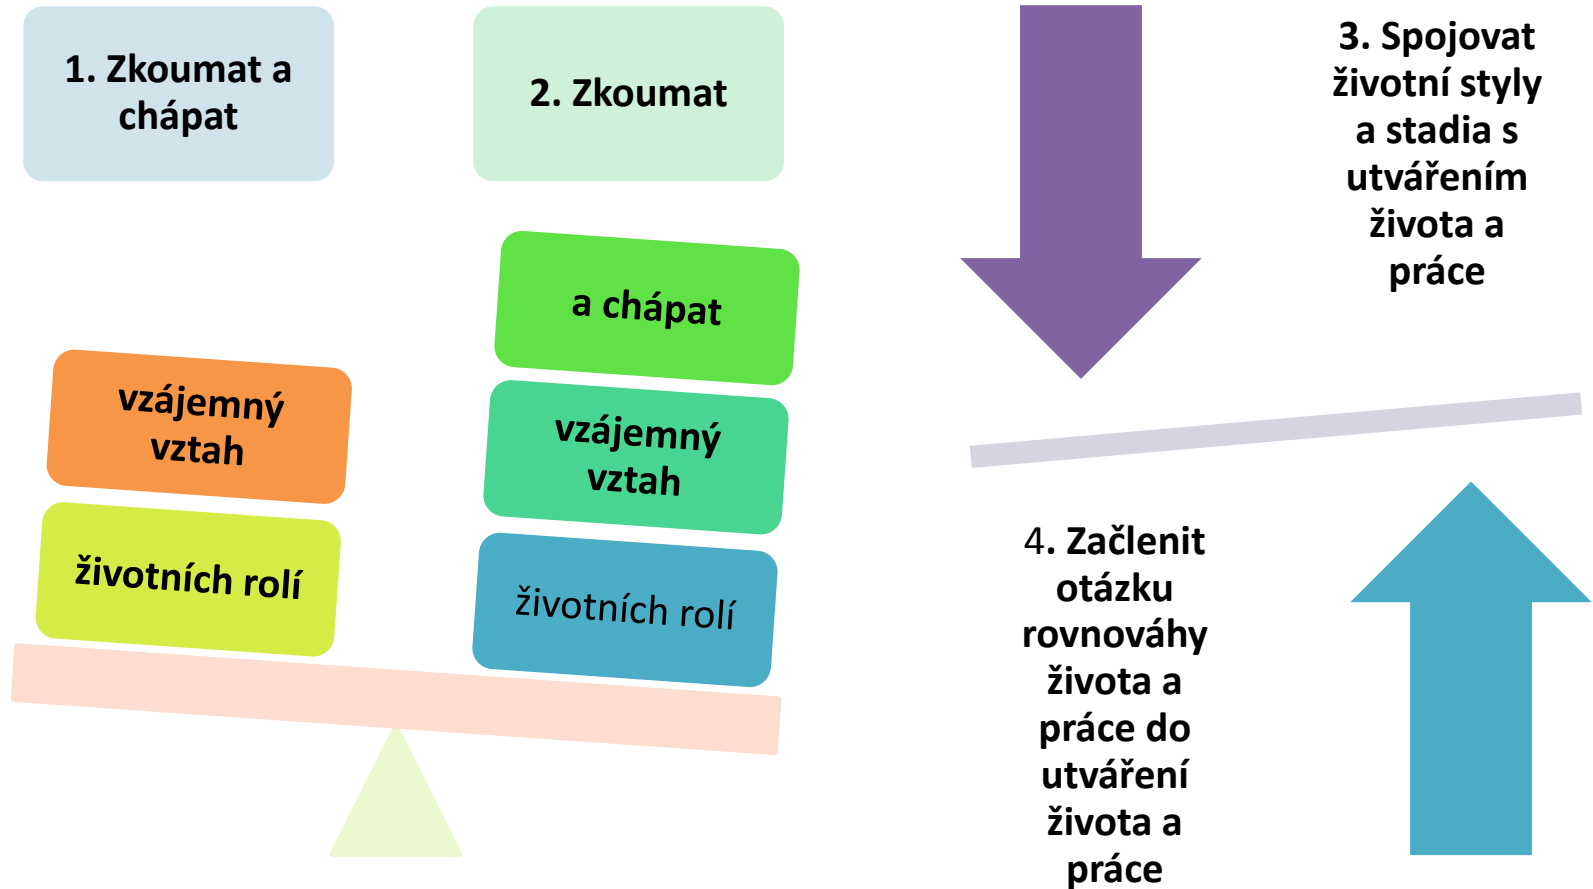 1. Zkoumat a
chápat
vzájemný
vztah
životních rolí
2. Zkoumat
a chápat
vzájemný
vztah
životních rolí
3. Spojovat
životní styly
a stadia s
utvářením
života a
práce
4. Začlenit
otázku
rovnováhy
života a
práce do
utváření
života a
práce